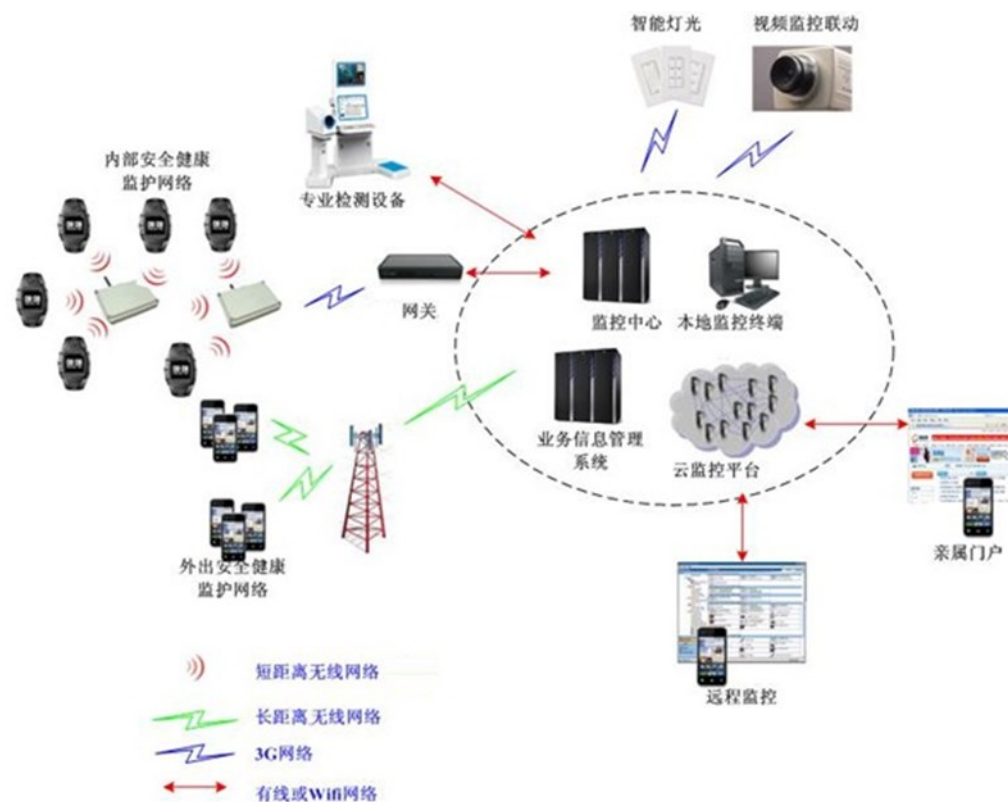 智能灯光
视频监控联动
内部安全健康
监护网络
专业检测设备
网关
监控中心
本地监控终端
业务信息管理
系统
云监控平台
外出安全健康
监护网络
亲属门户
远程监控
短距离无线网络
长距离无线网络
3G网络
有线或Wifi网络